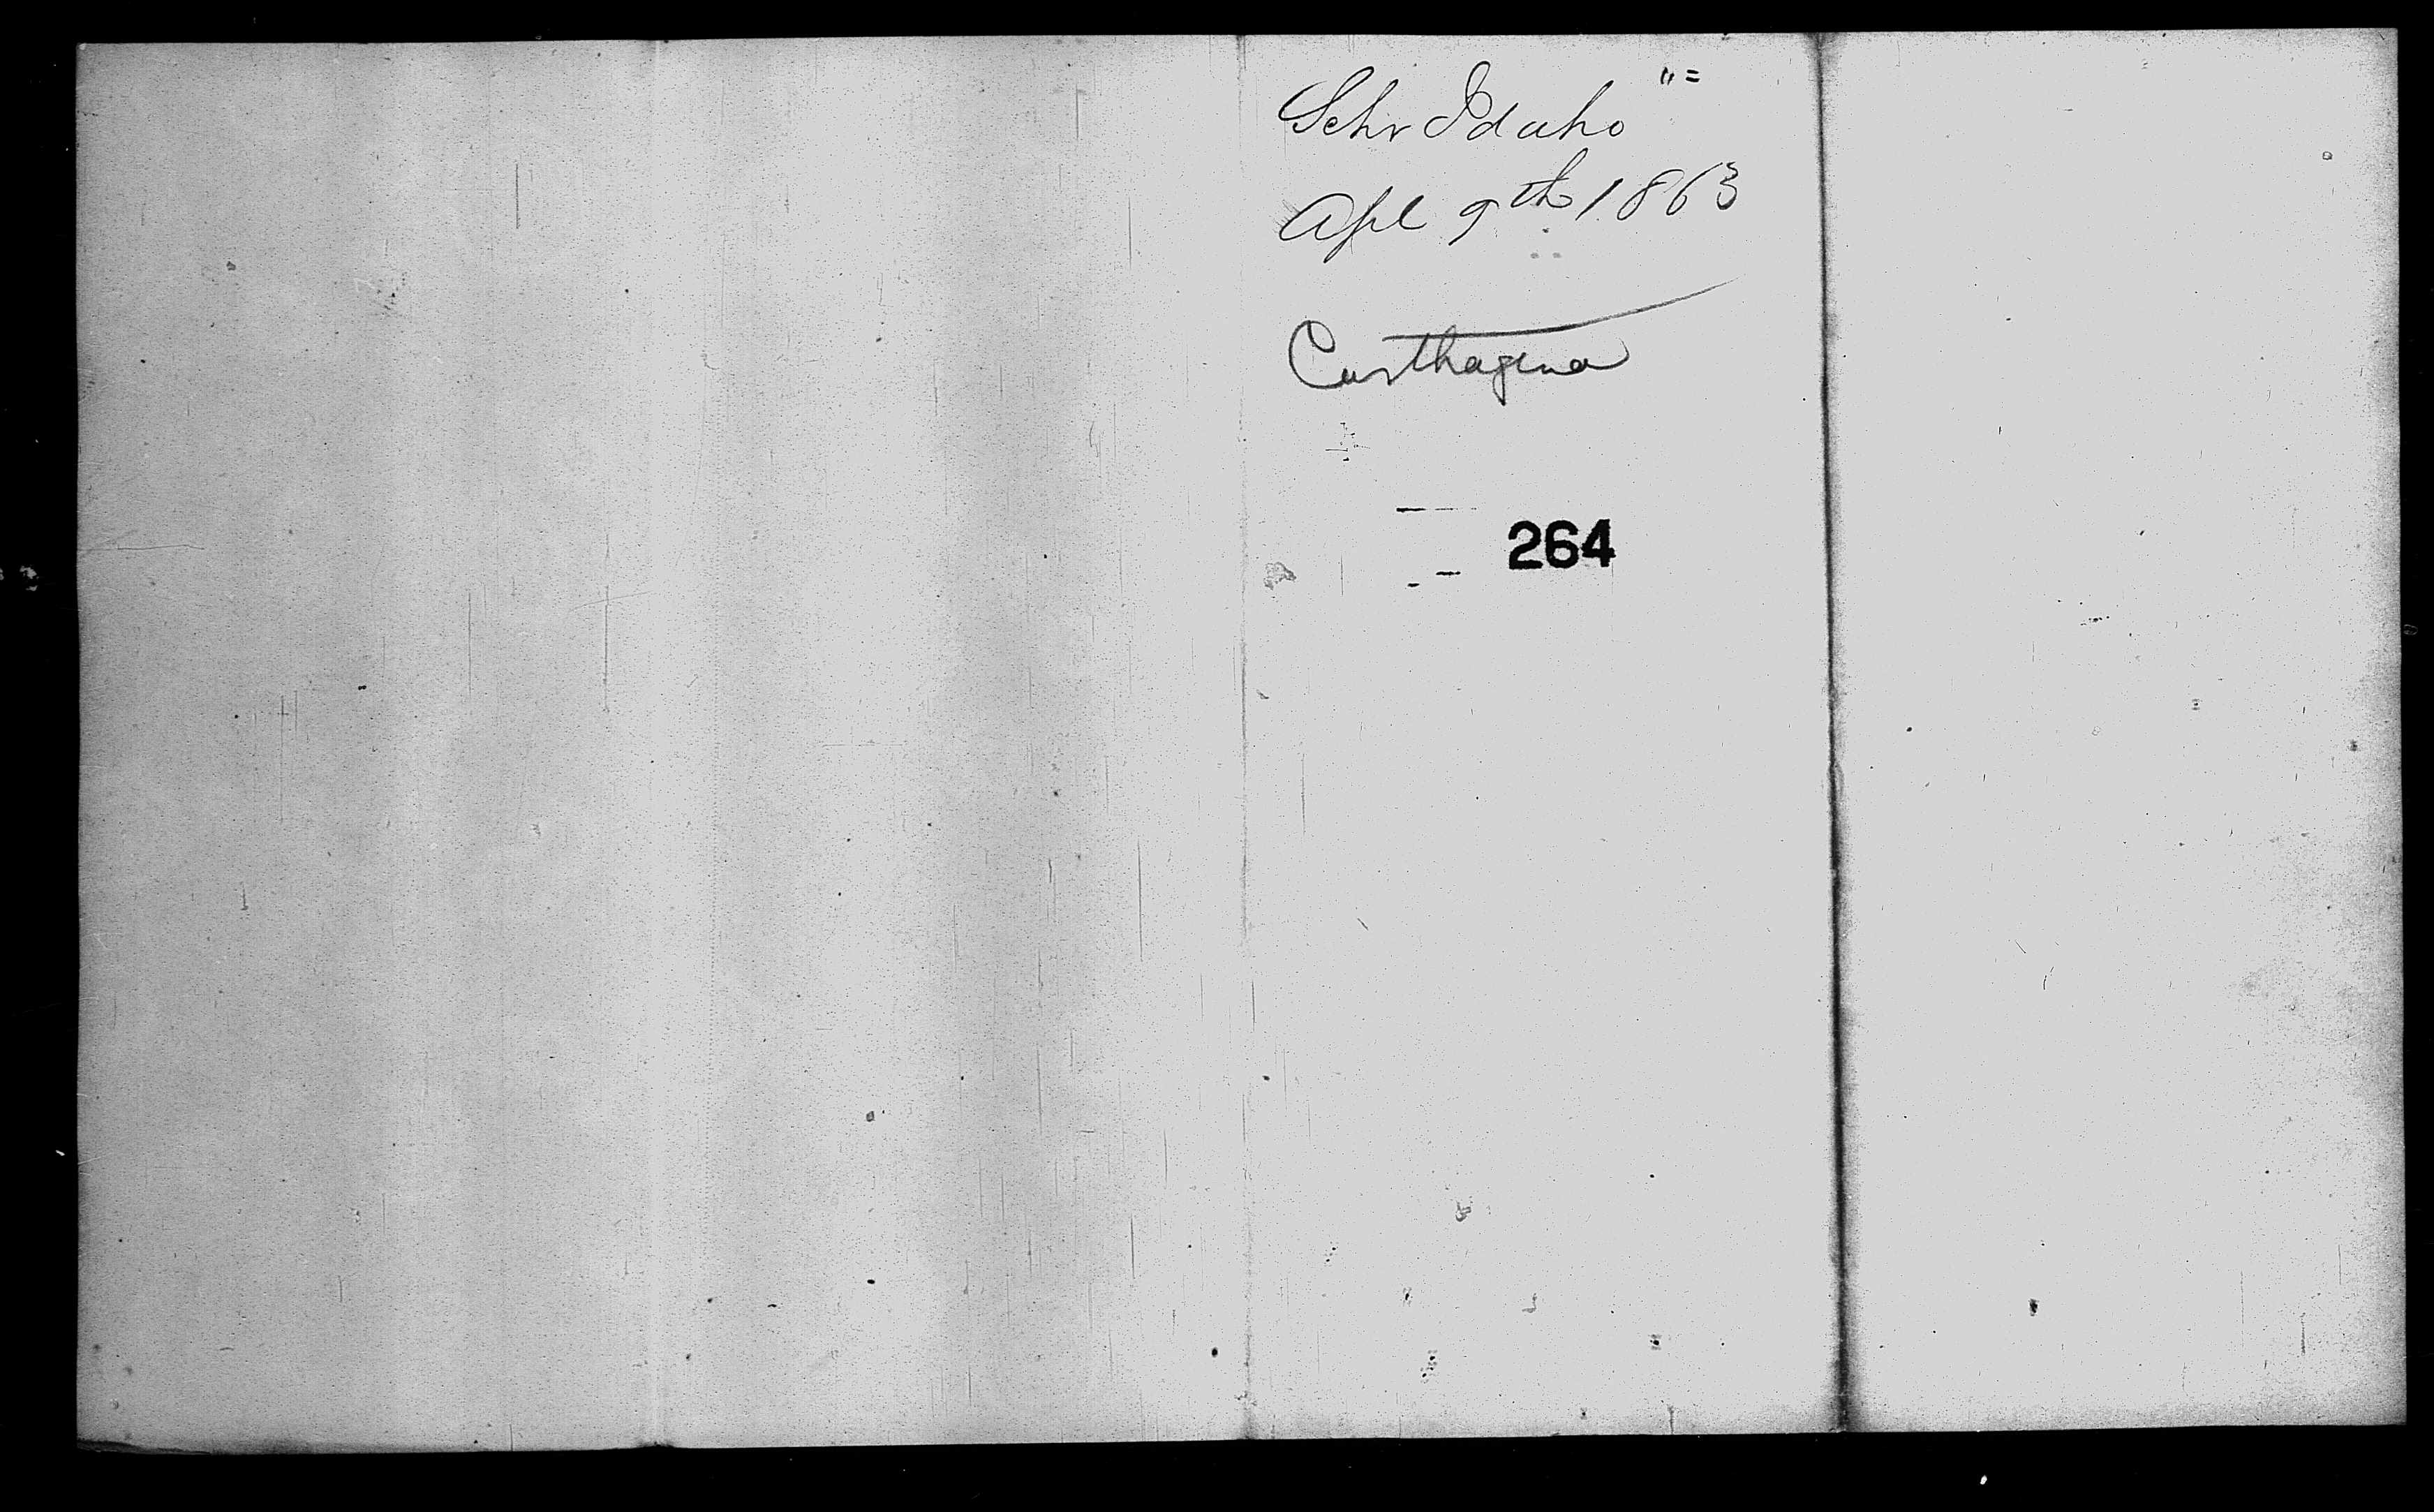 Schr Idaho "=
Apl 9th 1863
Carthagena
264